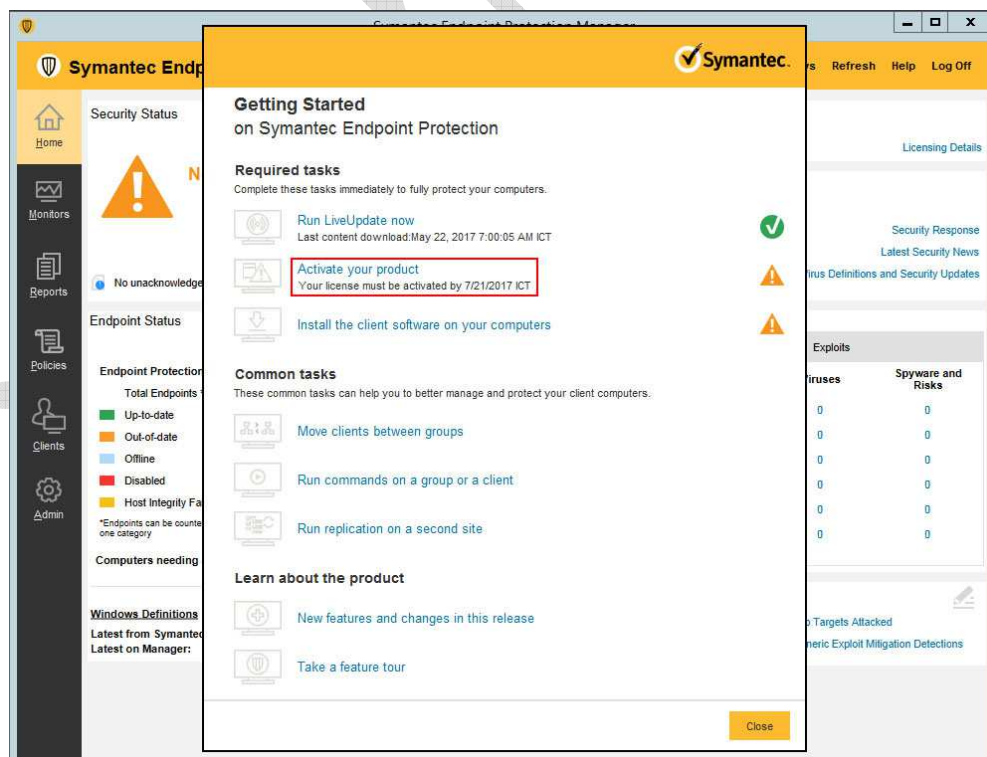 Symantec Endpoint Protection Manager
Symantec Endp
Refresh Help Log Off
Symantec.
Home
Monitors
Reports
Policies
Clients
Admin
Security Status
N
No unacknowledge
Endpoint Status
Endpoint Protection
Total Endpoints
Up-to-date
Out-of-date
Offline
Disabled
Host Integrity Fa
*Endpoints can be counte
one category
Computers needing
Windows Definitions
Latest from Symantec
Latest on Manager:
Getting Started
on Symantec Endpoint Protection
Required tasks
Complete these tasks immediately to fully protect your computers.
Run LiveUpdate now
Last content download:May 22, 2017 7:00:05 AM ICT
Activate your product
Your license must be activated by 7/21/2017 ICT
Install the client software on your computers
Common tasks
These common tasks can help you to better manage and protect your client computers.
Move clients between groups
Run commands on a group or a client
Run replication on a second site
Learn about the product
New features and changes in this release
Take a feature tour
Close
Licensing Details
Security Response
Latest Security News
Virus Definitions and Security Updates
Exploits
Viruses Spyware and
Risks
0 0
0 0
0 0
0 0
0 0
0 0
p Targets Attacked
neric Exploit Mitigation Detections